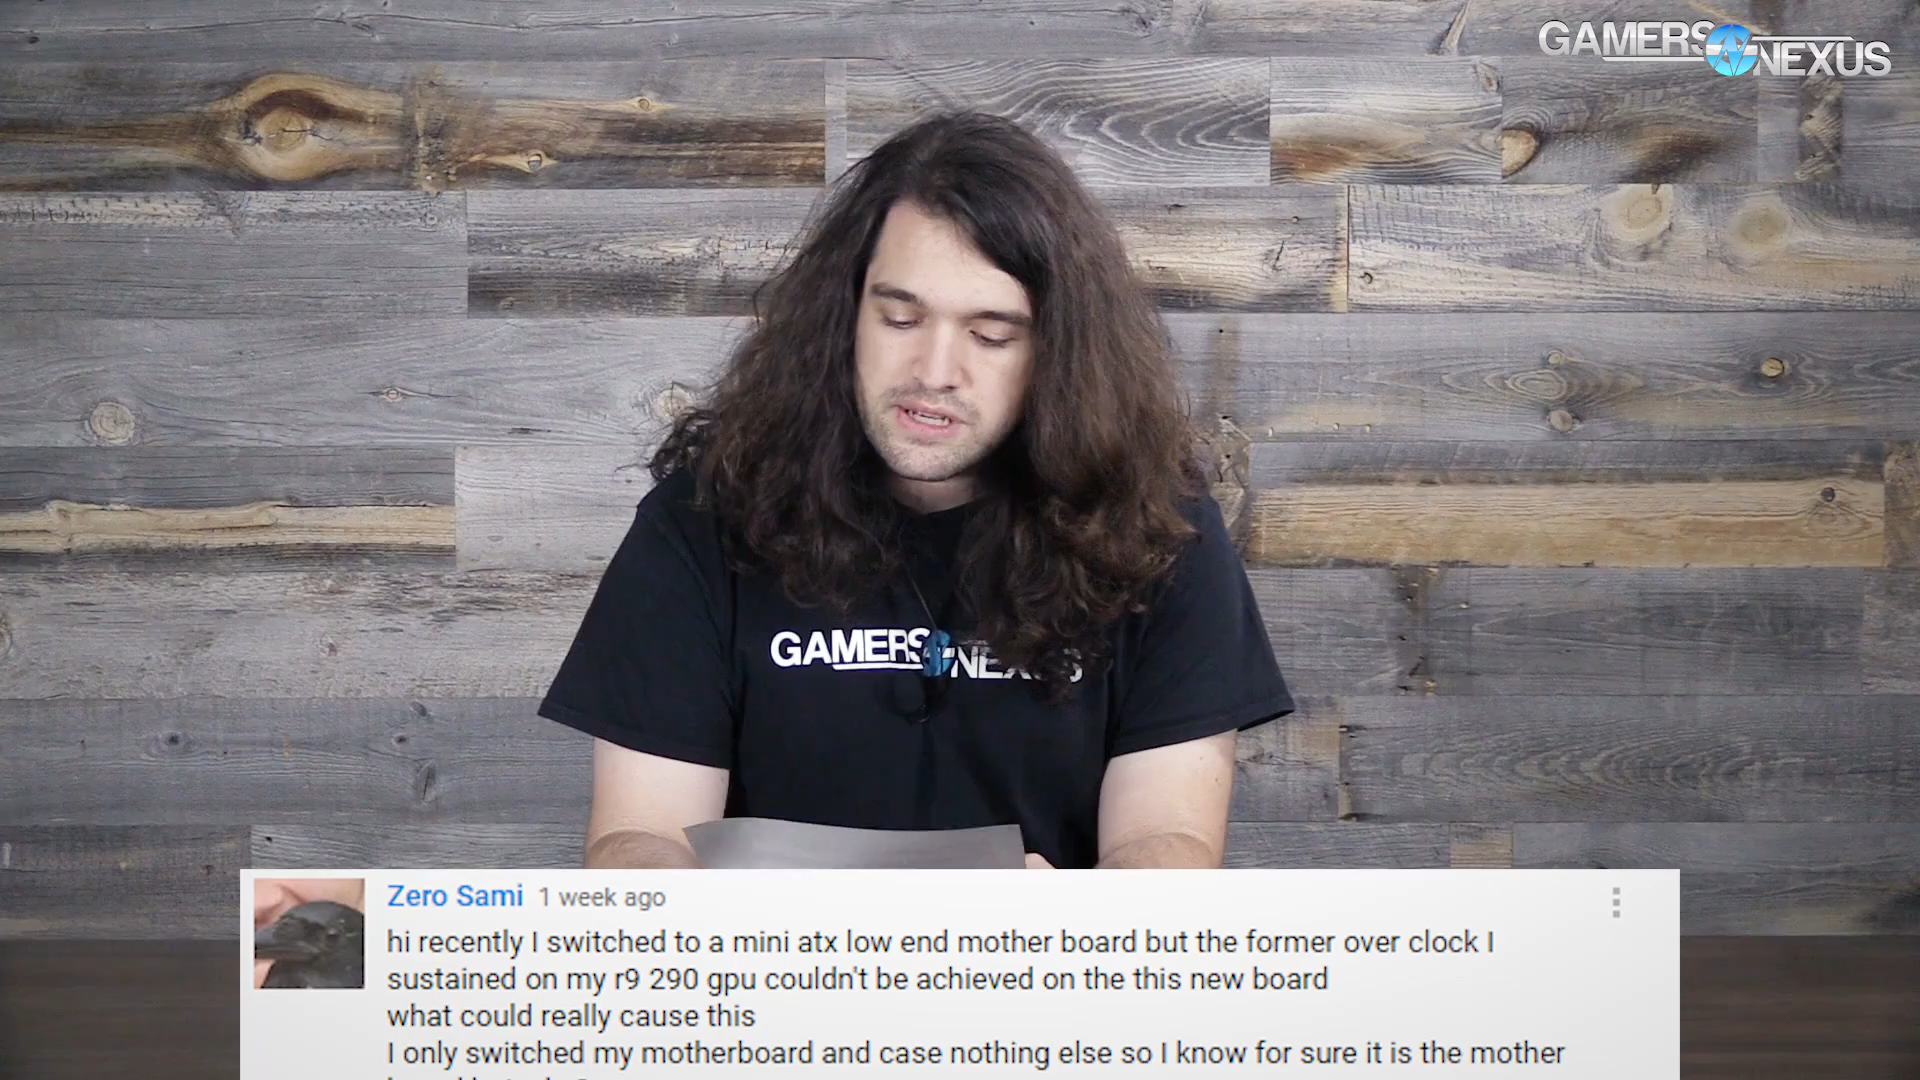 GAMERS NEXUS
GAMERS NEXUS
Zero Sami 1 week ago
hi recently I switched to a mini atx low end mother board but the former over clock I
sustained on my r9 290 gpu couldn't be achieved on the this new board
what could really cause this
I only switched my motherboard and case nothing else so I know for sure it is the mother